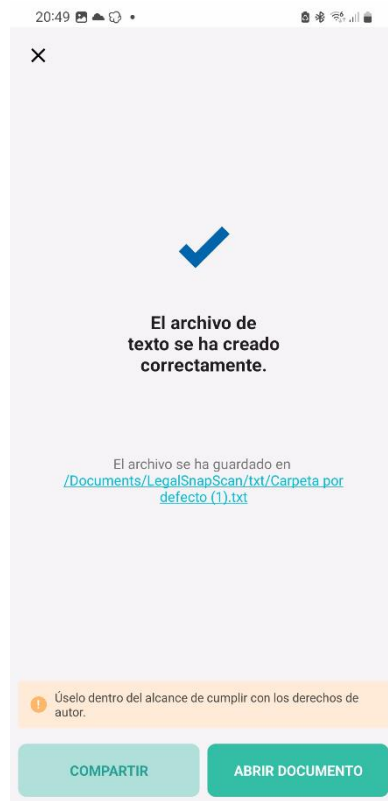 20:49
El archivo de
texto se ha creado
correctamente.
El archivo se ha guardado en
/Documents/LegalSnapScan/txt/Carpeta por
defecto (1).txt
Úselo dentro del alcance de cumplir con los derechos de
autor.
COMPARTIR
ABRIR DOCUMENTO